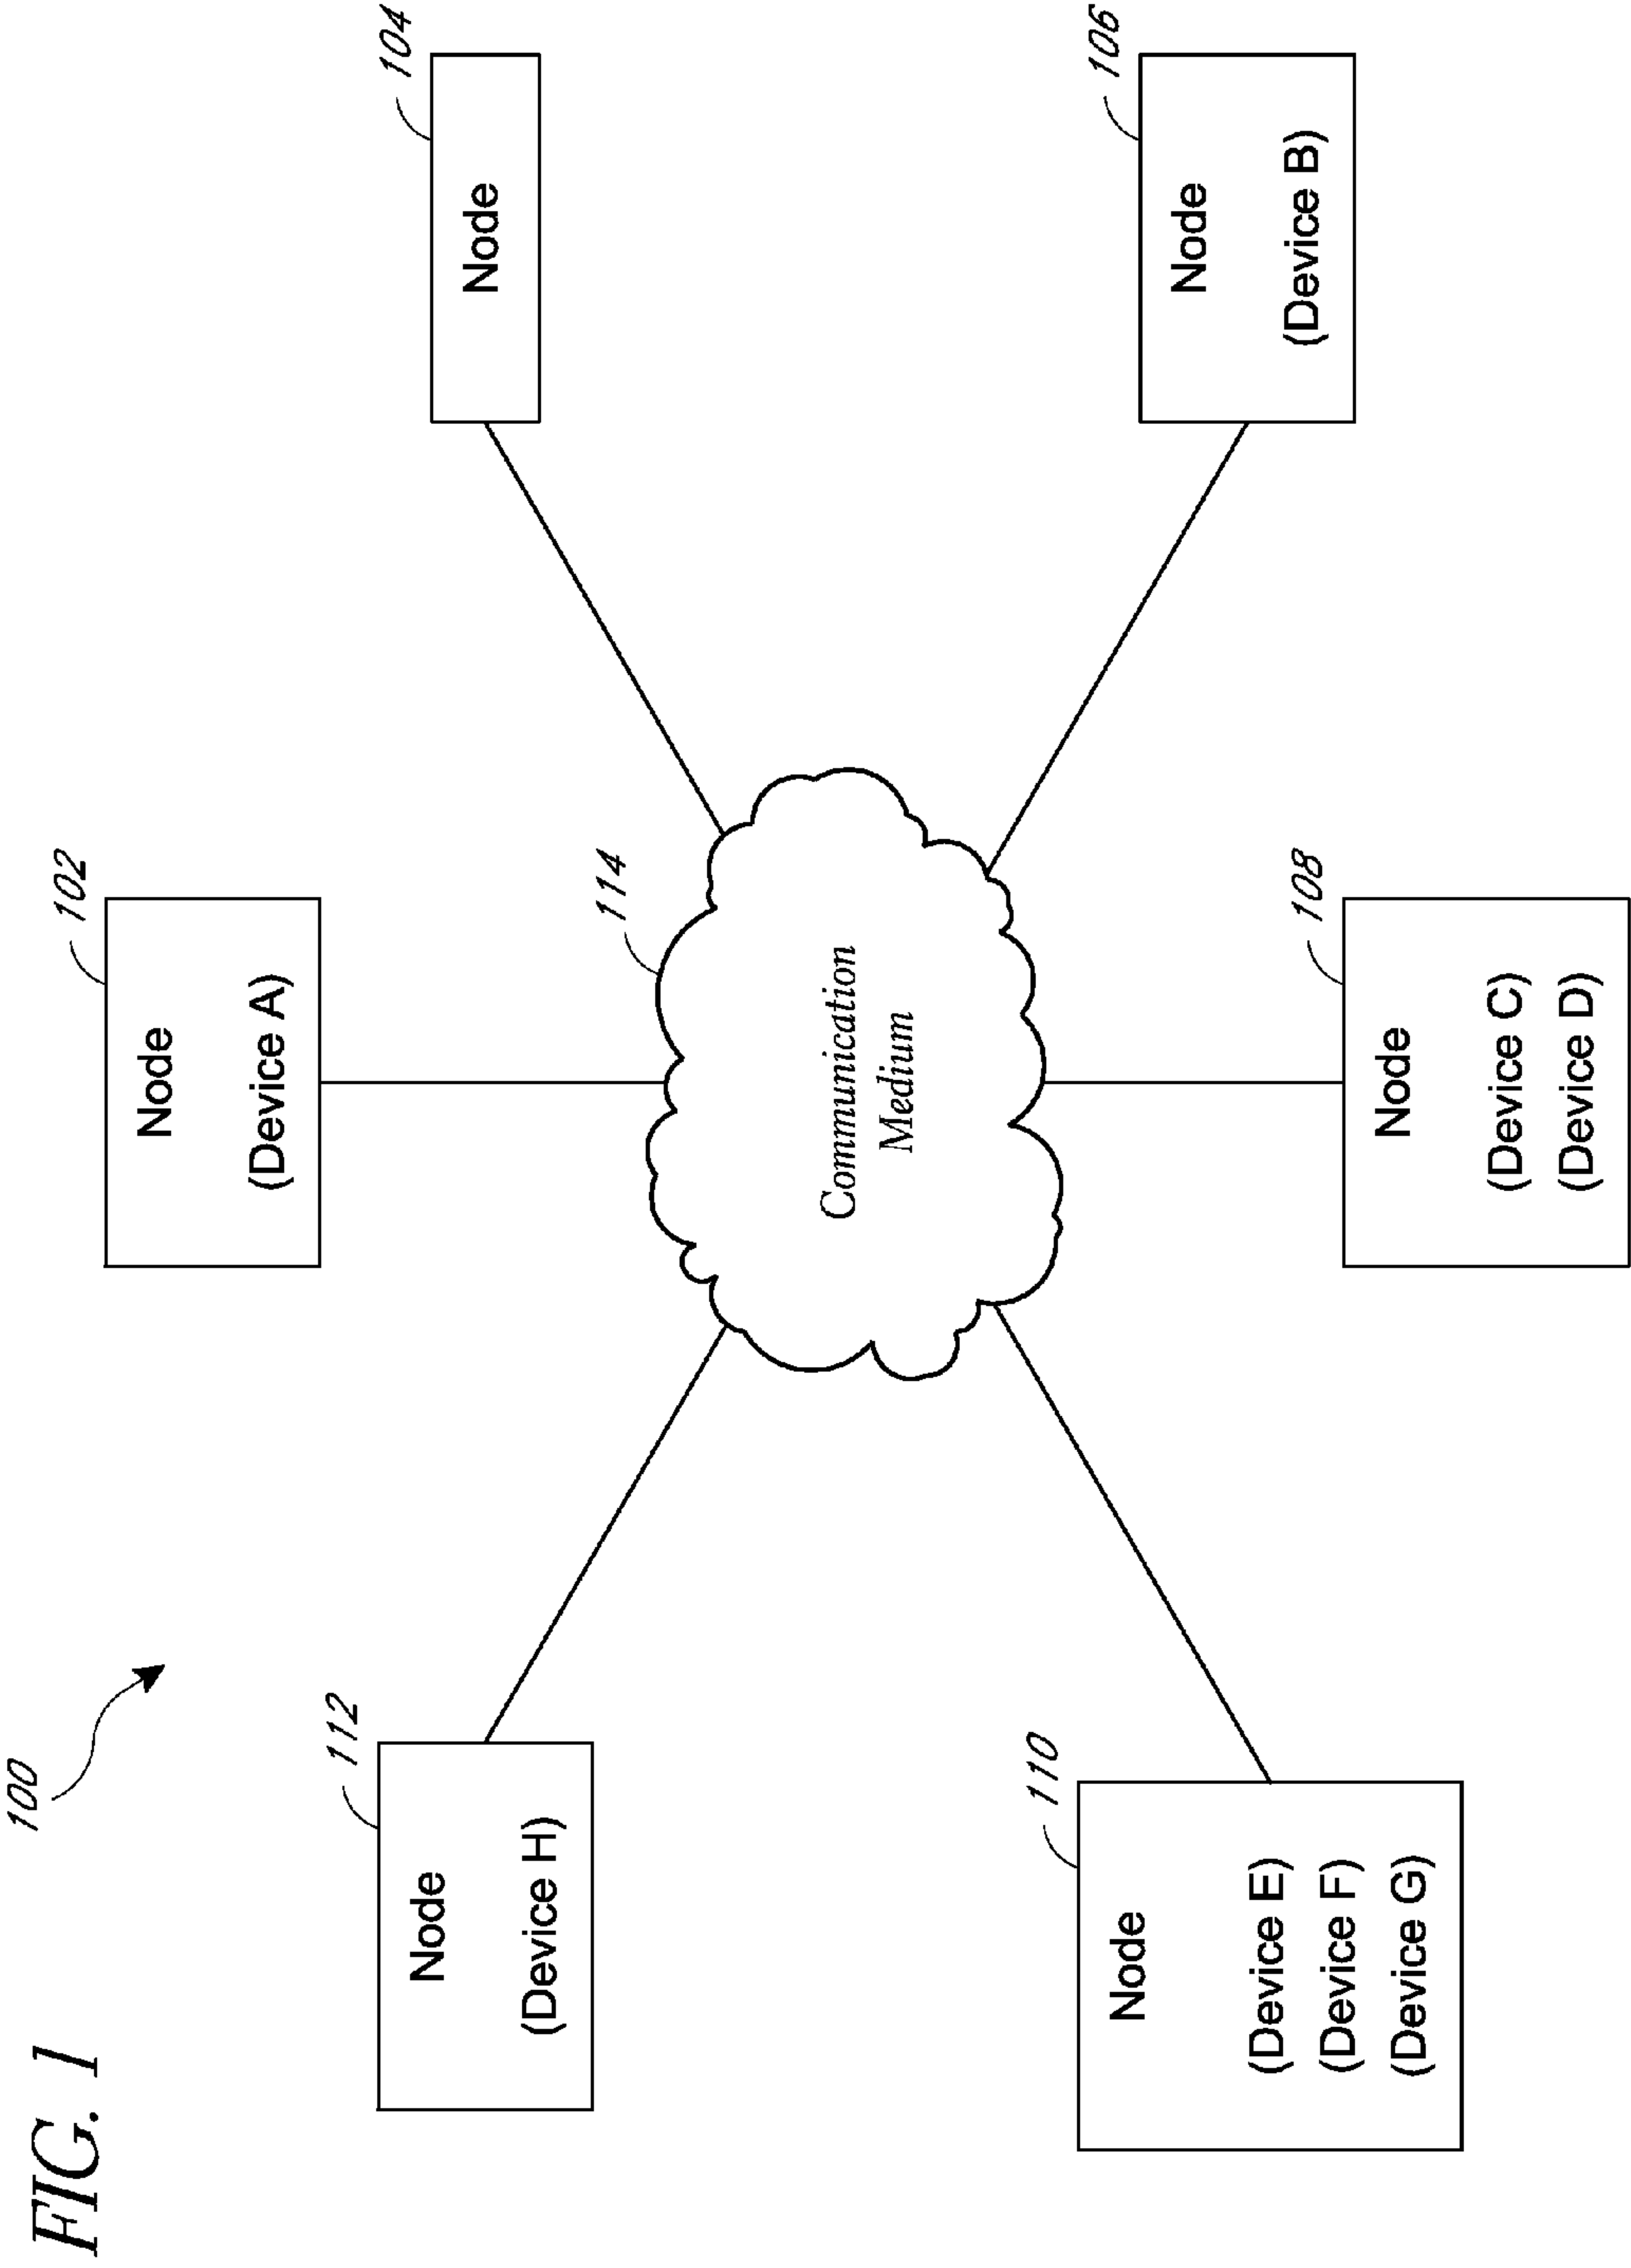 FIG. 1
100
102
Node
(Device A)
112
Node
(Device H)
104
Node
114
Communication
Medium
110
Node
(Device E)
(Device F)
(Device G)
106
Node
(Device B)
108
Node
(Device C)
(Device D)